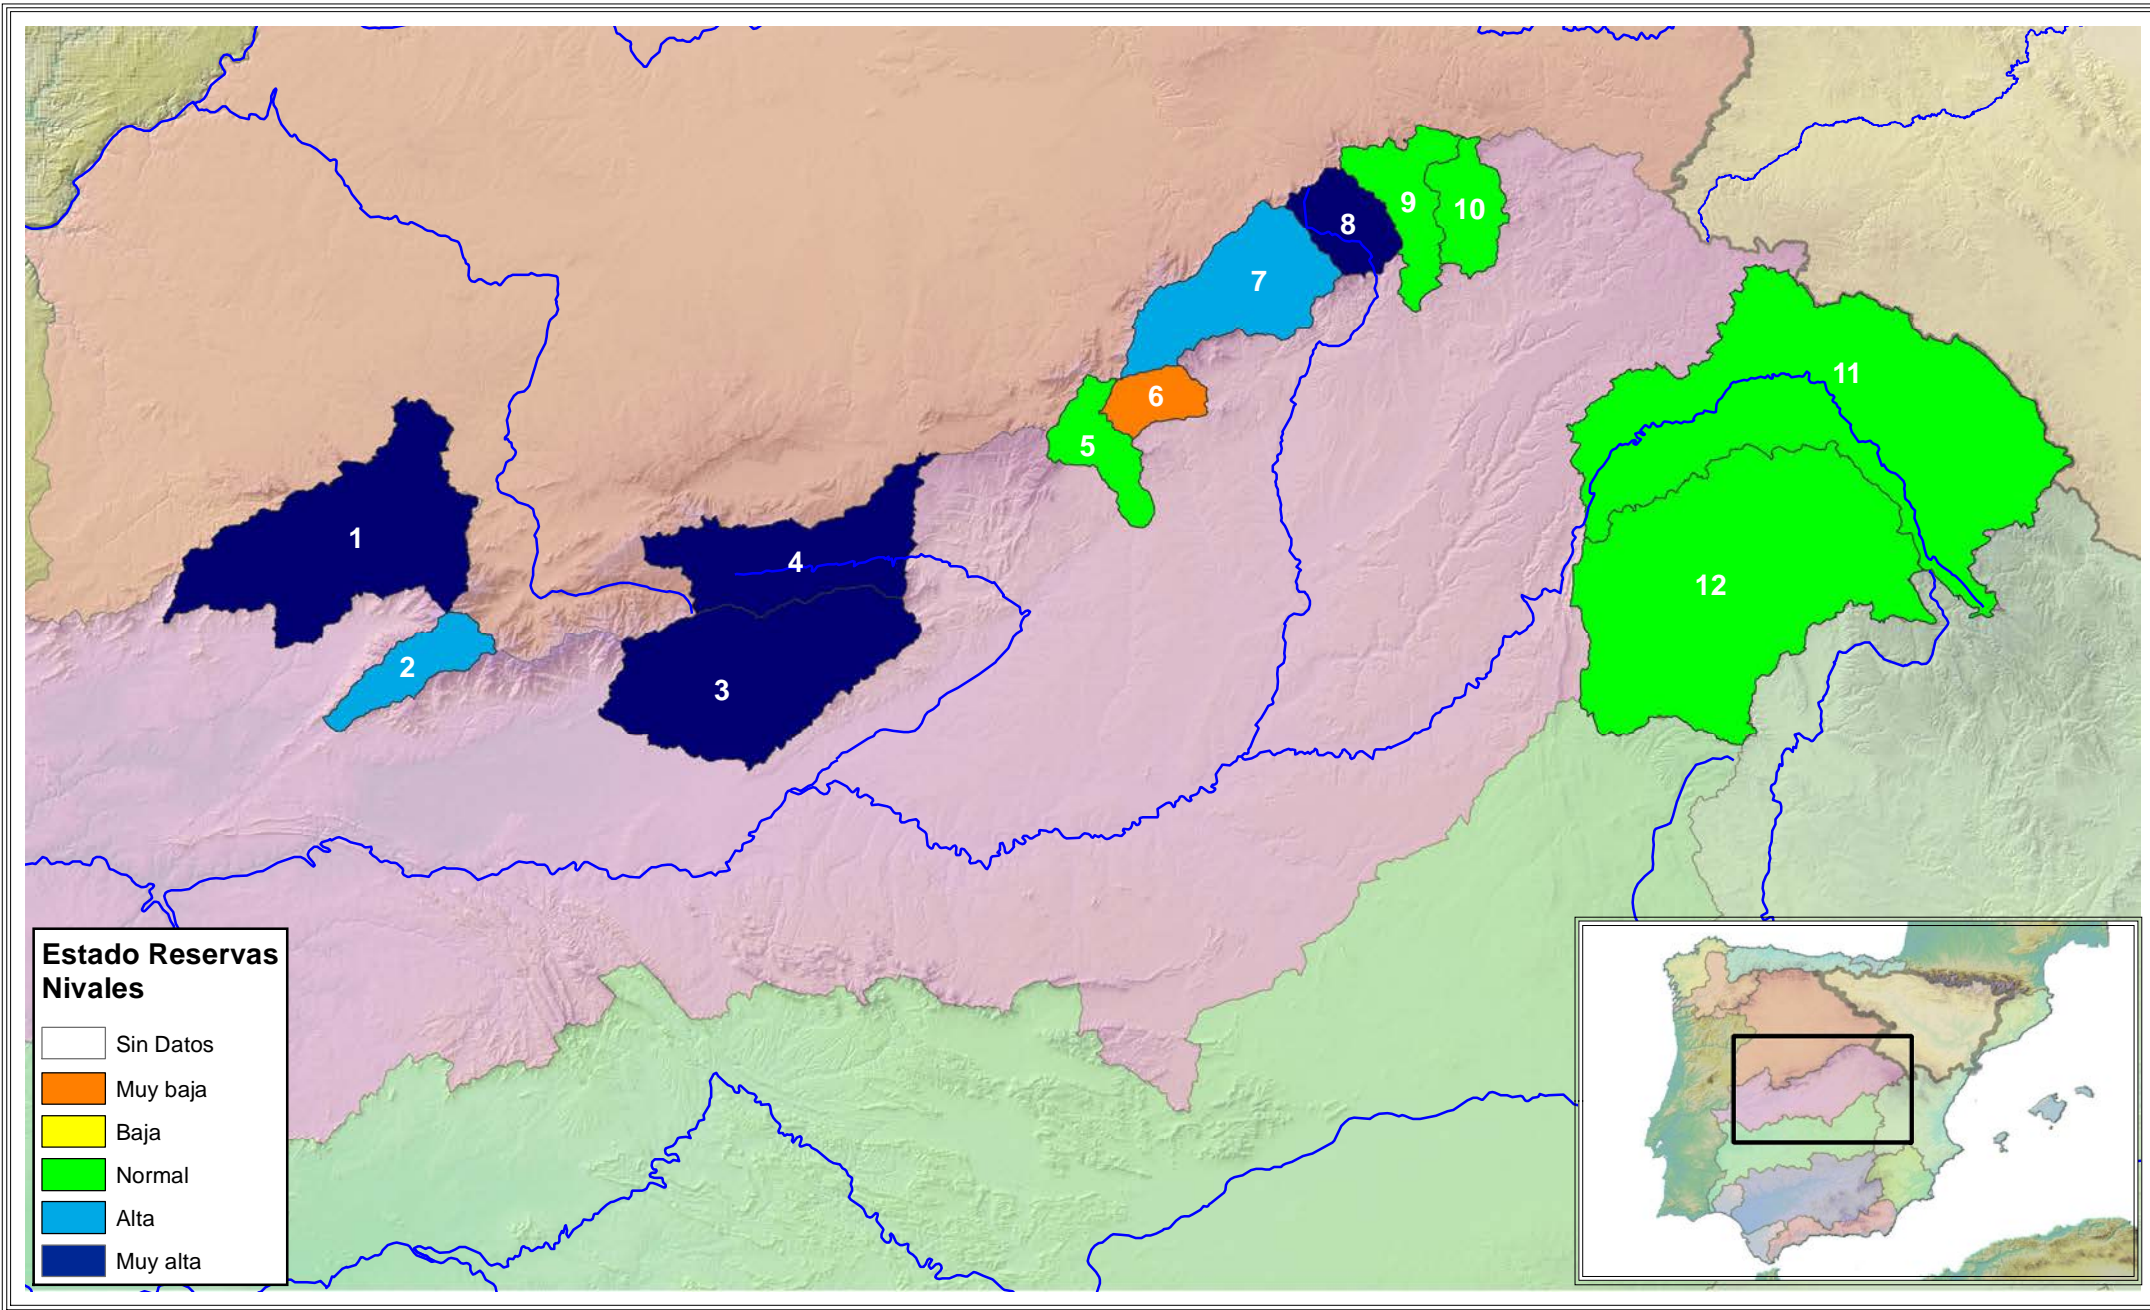 9
10
8
7
11
6
5
1
4
12
2
3
Estado Reservas
Nivales
Sin Datos
Muy baja
Baja
Normal
Alta
Muy alta